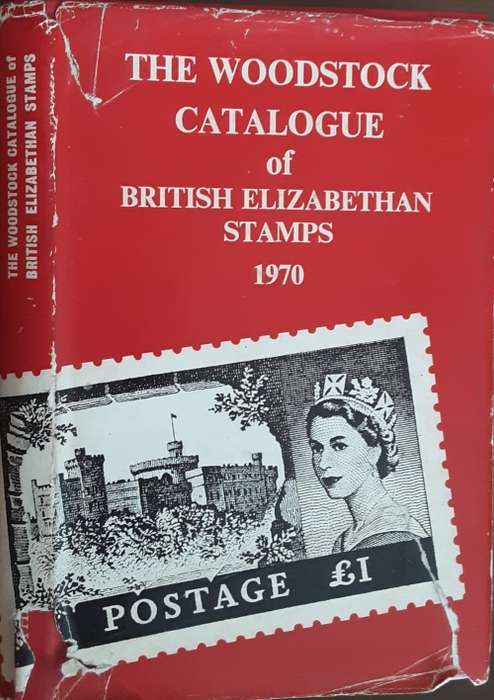 THE WOODSTOCK CATALOGUE of
BRITISH ELIZABETHAN STAMPS
THE WOODSTOCK
CATALOGUE
of
BRITISH ELIZABETHAN
STAMPS
1970
POSTAGE £1